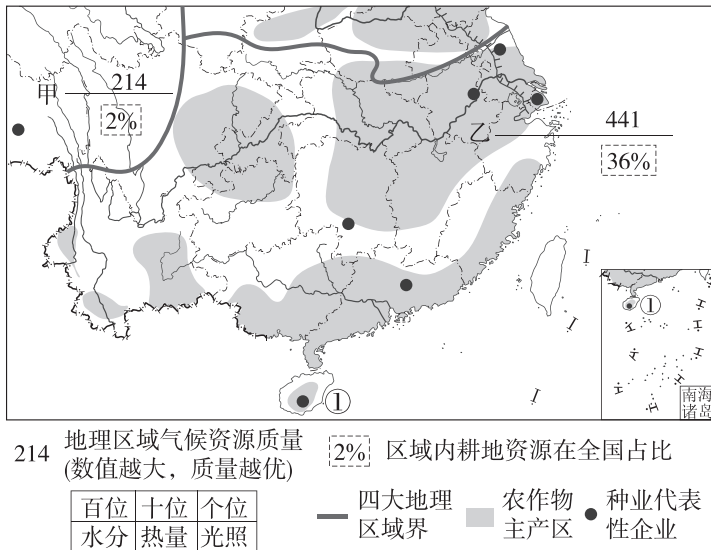 甲 214
2%
乙 441
36%
①
①
南海
诸岛
214 地理区域气候资源质量
(数值越大，质量越优)
2% 区域内耕地资源在全国占比
百位 十位 个位
水分 热量 光照
四大地理
区域界
农作物
主产区
种业代表
性企业